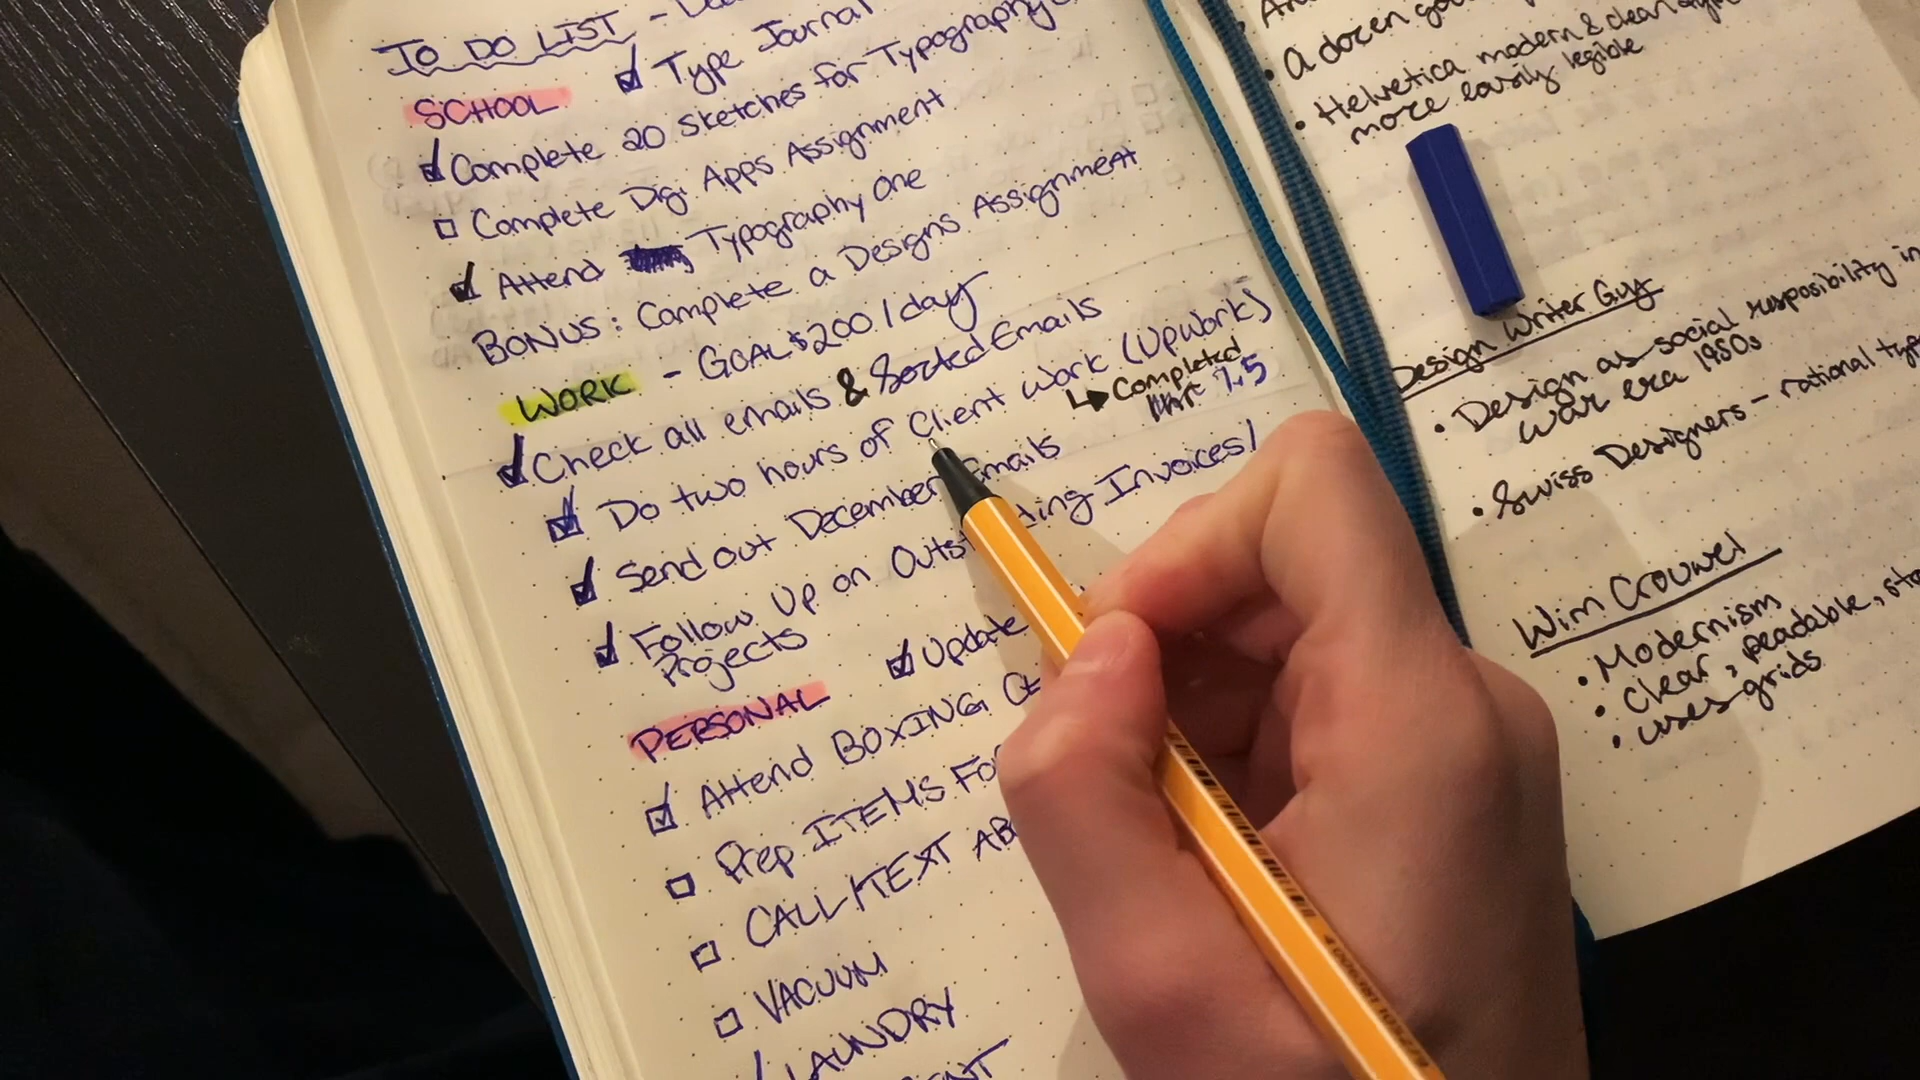 TO DO LIST -
SCHOOL
Type Journal
Complete 20 Sketches for Typography
Complete Digi Apps Assignment
Attend Typography One
BONUS: Complete a Designs Assignment
WORK - GOAL $200/day
Check all emails & Sorted Emails
Do two hours of Client work (UpWork)
Completed
1.5
Send out December Emails
Follow Up on Outstanding Invoices/
Projects
Update
PERSONAL
Attend BOXING
Prep ITEMS
CALL/TEXT
VACUUM
LAUNDRY
A dozen
Helvetica modern & clean
more easily legible
Design Writer Guy
Design as social resposibility in
war era 1950s
Swiss Designers - rational
Wim Crouwel
Modernism
Clear, readable,
uses grids